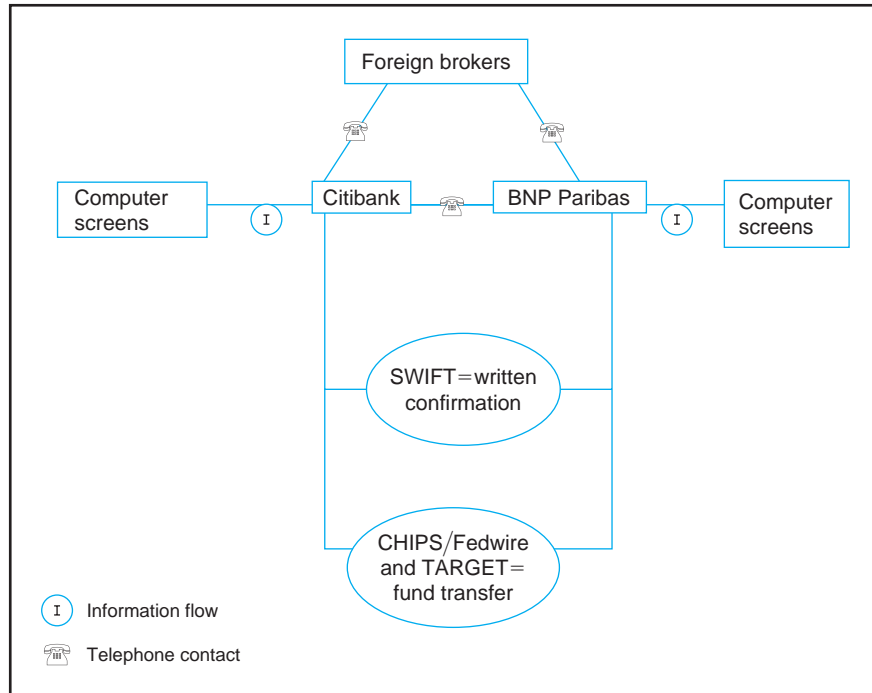 Foreign brokers
Computer
screens
I
Citibank
BNP Paribas
I
Computer
screens
SWIFT=written
confirmation
CHIPS/Fedwire
and TARGET=
fund transfer
I Information flow
Telephone contact